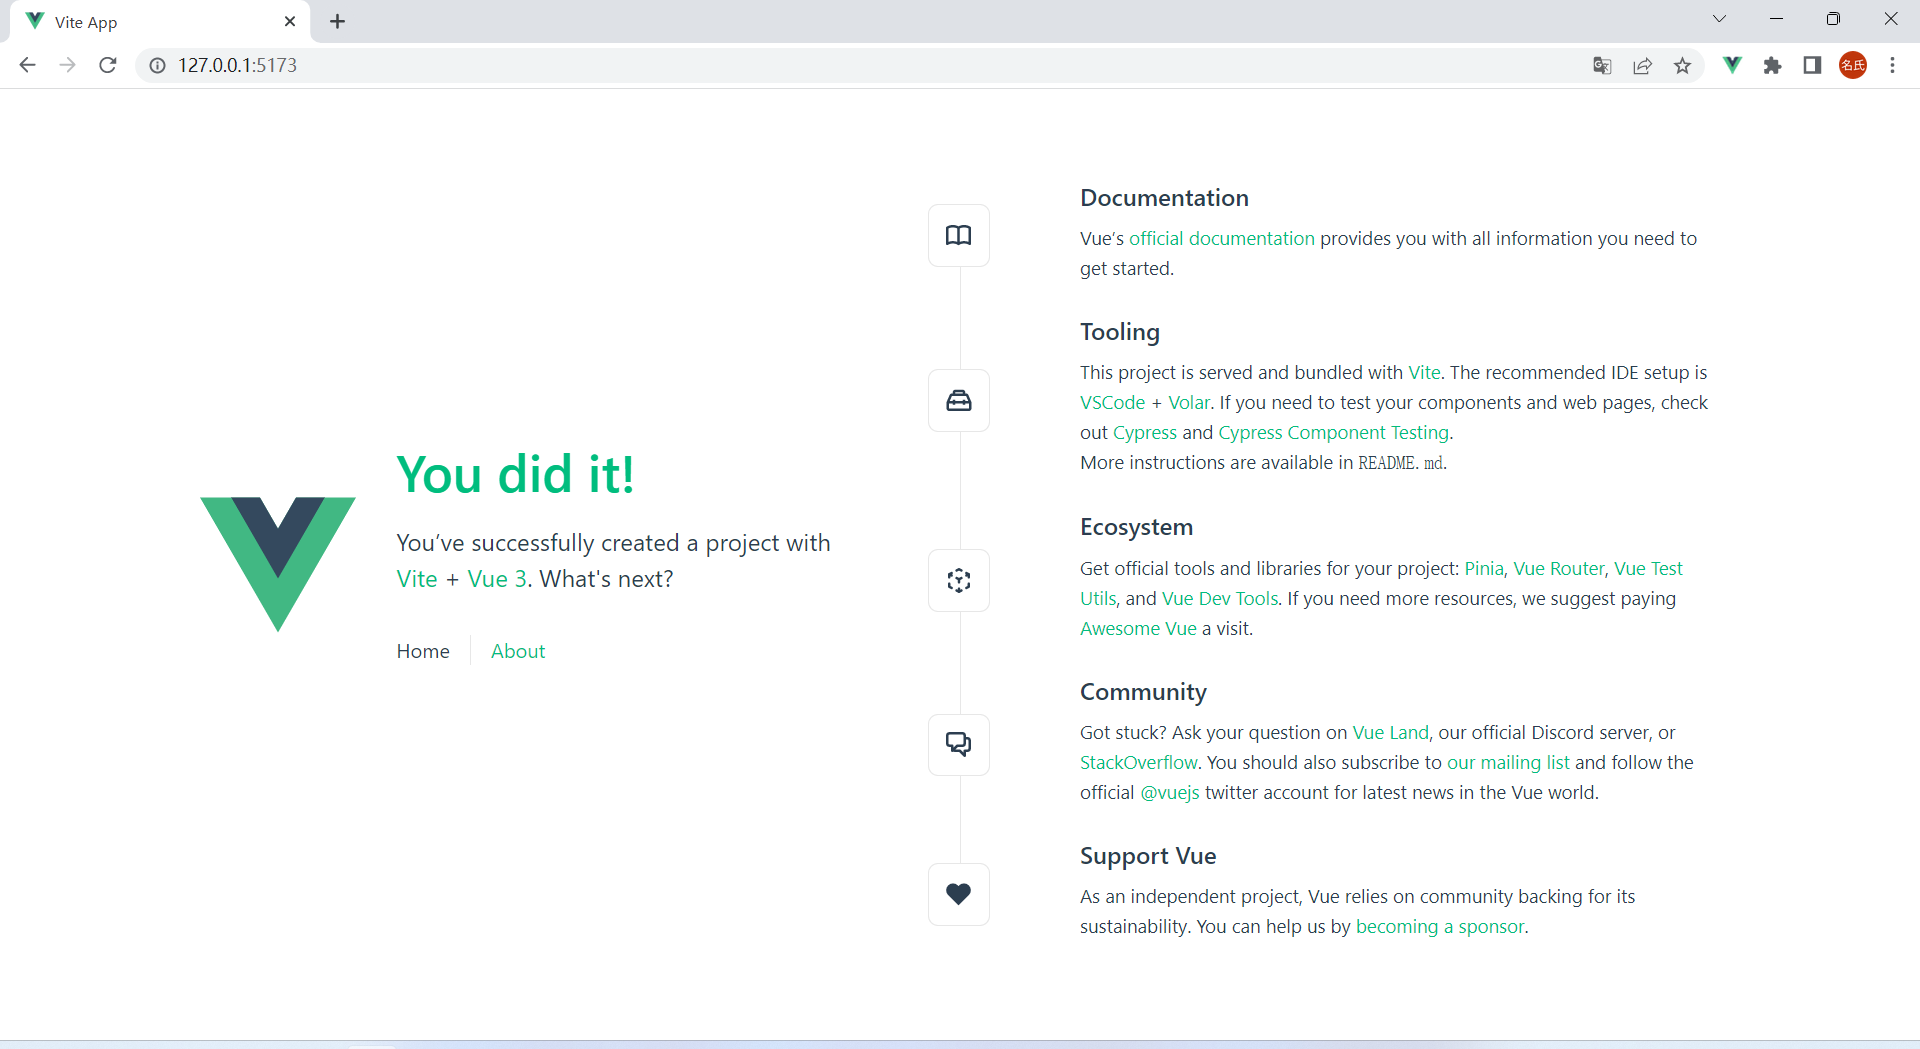 Vite App
127.0.0.1:5173
名氏
You did it!
You’ve successfully created a project with
Vite + Vue 3. What's next?
Home
About
Documentation
Vue’s official documentation provides you with all information you need to
get started.
Tooling
This project is served and bundled with Vite. The recommended IDE setup is
VSCode + Volar. If you need to test your components and web pages, check
out Cypress and Cypress Component Testing.
More instructions are available in README.md.
Ecosystem
Get official tools and libraries for your project: Pinia, Vue Router, Vue Test
Utils, and Vue Dev Tools. If you need more resources, we suggest paying
Awesome Vue a visit.
Community
Got stuck? Ask your question on Vue Land, our official Discord server, or
StackOverflow. You should also subscribe to our mailing list and follow the
official @vuejs twitter account for latest news in the Vue world.
Support Vue
As an independent project, Vue relies on community backing for its
sustainability. You can help us by becoming a sponsor.